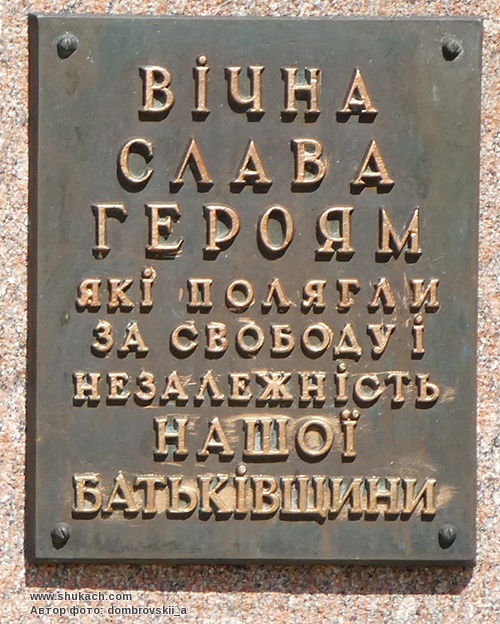 ВІЧНА
СЛАВА
ГЕРОЯМ
ЯКІ ПОЛЯГЛИ
ЗА СВОБОДУ І
НЕЗАЛЕЖНІСТЬ
НАШОЇ
БАТЬКІВЩИНИ
www.shukach.com
Автор фото: dombrovskii_a